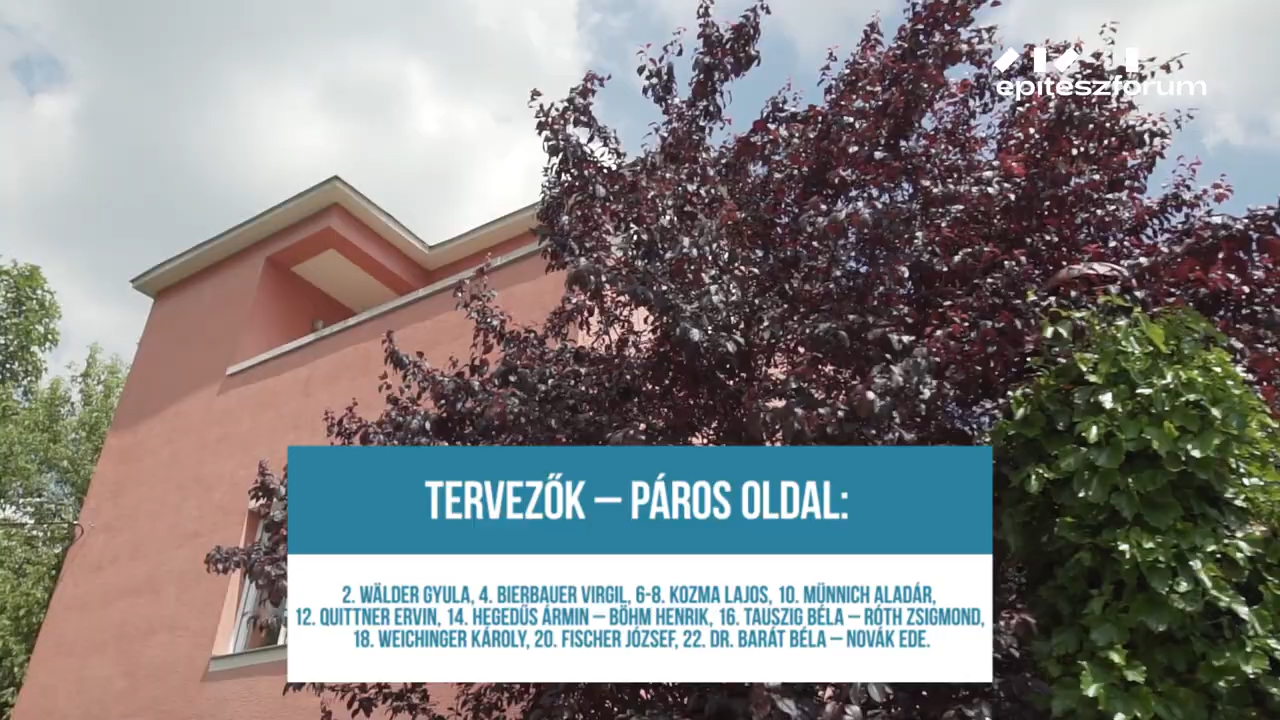 építészfórum
TERVEZŐK – PÁROS OLDAL:
2. WÄLDER GYULA, 4. BIERBAUER VIRGIL, 6-8. KOZMA LAJOS, 10. MÜNNICH ALADÁR,
12. QUITTNER ERVIN, 14. HEGEDŰS ÁRMIN – BÖHM HENRIK, 16. TAUSZIG BÉLA – RÓTH ZSIGMOND,
18. WEICHINGER KÁROLY, 20. FISCHER JÓZSEF, 22. DR. BARÁT BÉLA – NOVÁK EDE.